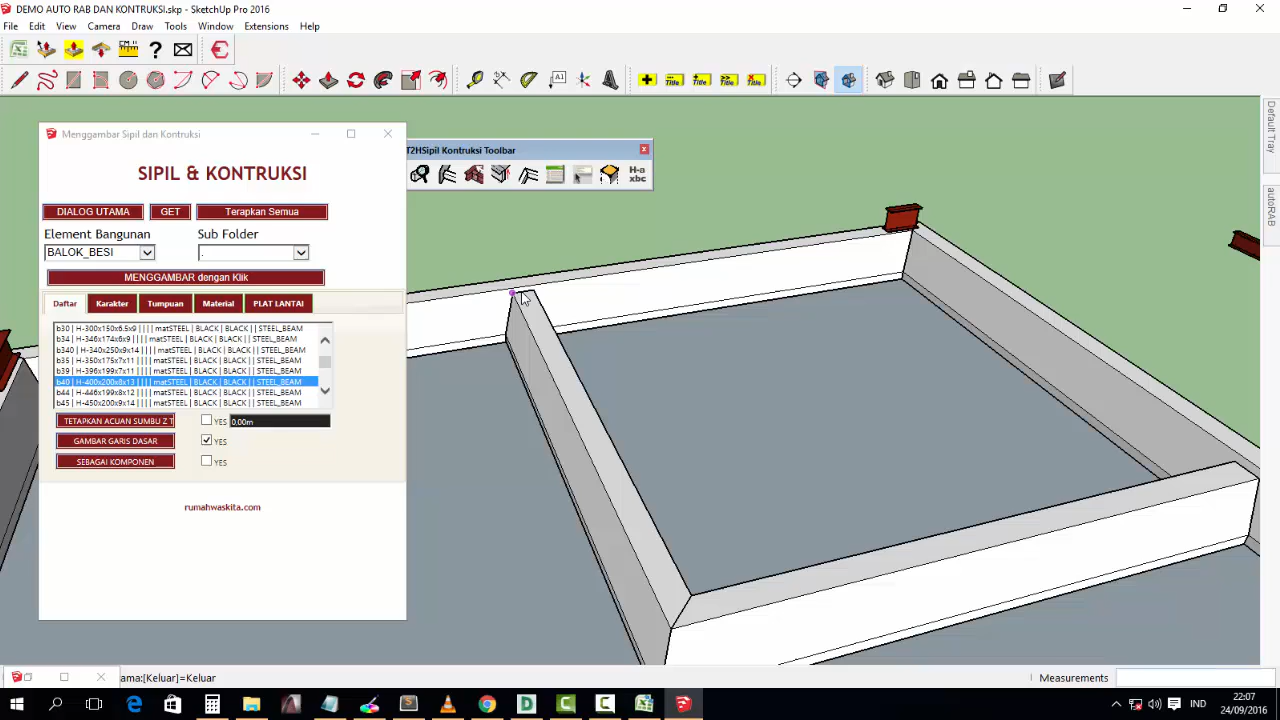 DEMO AUTO RAB DAN KONTRUKSI.skp - SketchUp Pro 2016
File Edit View Camera Draw Tools Window Extensions Help
Default Tray
autoRAB
T2HSipil Kontruksi Toolbar
H-a
xbc
Menggambar Sipil dan Kontruksi
SIPIL & KONTRUKSI
DIALOG UTAMA GET Terapkan Semua
Element Bangunan Sub Folder
BALOK_BESI .
MENGGAMBAR dengan Klik
Daftar Karakter Tumpuan Material PLAT LANTAI
b30 | H-300x150x6.5x9 | | | | matSTEEL | BLACK | BLACK | | STEEL_BEAM
b34 | H-346x174x6x9 | | | | matSTEEL | BLACK | BLACK | | STEEL_BEAM
b340 | H-340x250x9x14 | | | | matSTEEL | BLACK | BLACK | | STEEL_BEAM
b35 | H-350x175x7x11 | | | | matSTEEL | BLACK | BLACK | | STEEL_BEAM
b39 | H-396x199x7x11 | | | | matSTEEL | BLACK | BLACK | | STEEL_BEAM
b40 | H-400x200x8x13 | | | | matSTEEL | BLACK | BLACK | | STEEL_BEAM
b44 | H-446x199x8x12 | | | | matSTEEL | BLACK | BLACK | | STEEL_BEAM
b45 | H-450x200x9x14 | | | | matSTEEL | BLACK | BLACK | | STEEL_BEAM
TETAPKAN ACUAN SUMBU Z T YES 0,00m
GAMBAR GARIS DASAR YES
SEBAGAI KOMPONEN YES
rumahwaskita.com
ama:[Keluar]=Keluar Measurements
IND 22:07
24/09/2016